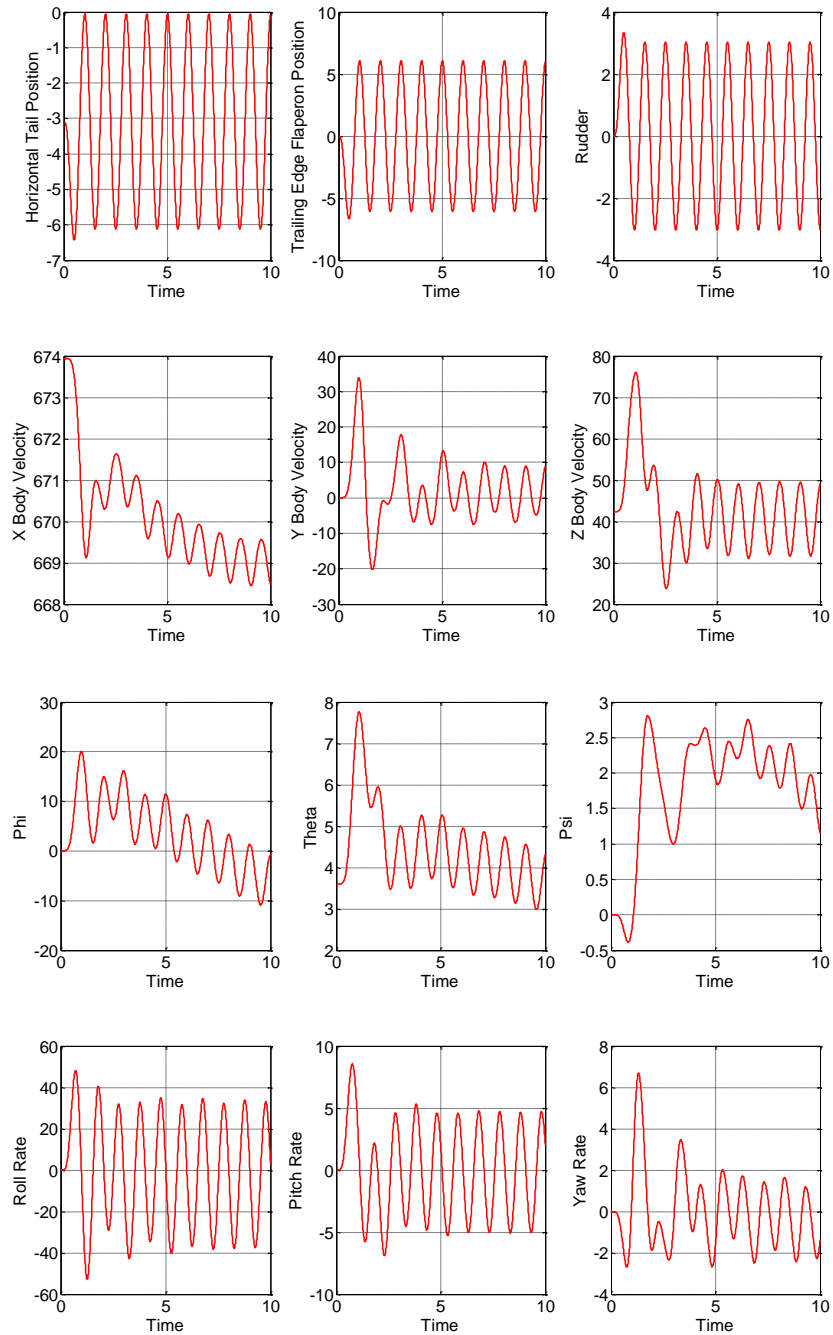 Horizontal Tail Position
0
-1
-2
-3
-4
-5
-6
-7
0 5 10
Time
Trailing Edge Flaperon Position
10
5
0
-5
-10
0 5 10
Time
Rudder
4
2
0
-2
-4
0 5 10
Time
X Body Velocity
674
673
672
671
670
669
668
0 5 10
Time
Y Body Velocity
40
30
20
10
0
-10
-20
-30
0 5 10
Time
Z Body Velocity
80
70
60
50
40
30
20
0 5 10
Time
Phi
30
20
10
0
-10
-20
0 5 10
Time
Theta
8
7
6
5
4
3
2
0 5 10
Time
Psi
3
2.5
2
1.5
1
0.5
0
-0.5
0 5 10
Time
Roll Rate
60
40
20
0
-20
-40
-60
0 5 10
Time
Pitch Rate
10
5
0
-5
-10
0 5 10
Time
Yaw Rate
8
6
4
2
0
-2
-4
0 5 10
Time